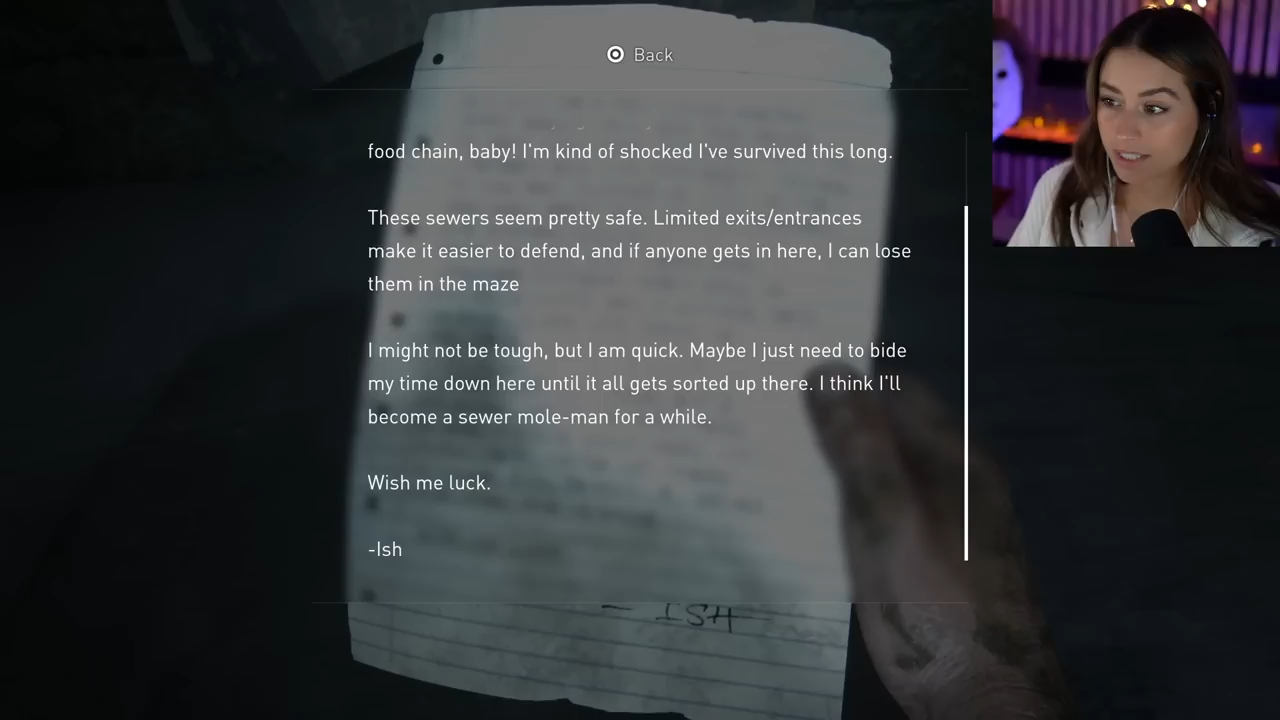 Back
food chain, baby! I'm kind of shocked I've survived this long.
These sewers seem pretty safe. Limited exits/entrances
make it easier to defend, and if anyone gets in here, I can lose
them in the maze
I might not be tough, but I am quick. Maybe I just need to bide
my time down here until it all gets sorted up there. I think I'll
become a sewer mole-man for a while.
Wish me luck.
-Ish
- ISH